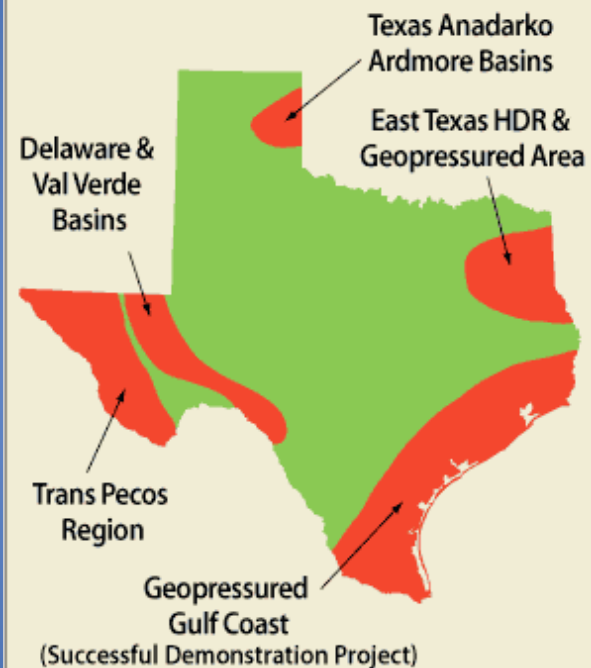 Texas Anadarko
Ardmore Basins
East Texas HDR &
Geopressured Area
Delaware &
Val Verde
Basins
Trans Pecos
Region
Geopressured
Gulf Coast
(Successful Demonstration Project)